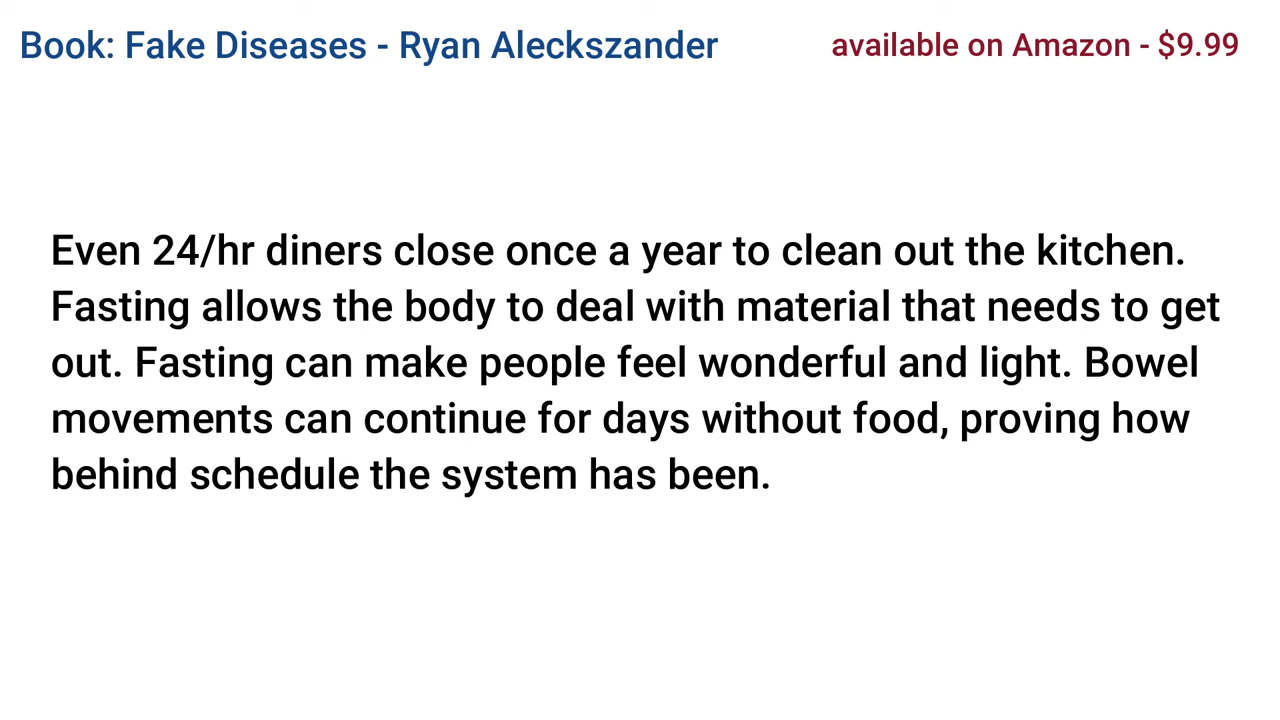 Book: Fake Diseases - Ryan Aleckszander
available on Amazon - $9.99
Even 24/hr diners close once a year to clean out the kitchen.
Fasting allows the body to deal with material that needs to get
out. Fasting can make people feel wonderful and light. Bowel
movements can continue for days without food, proving how
behind schedule the system has been.